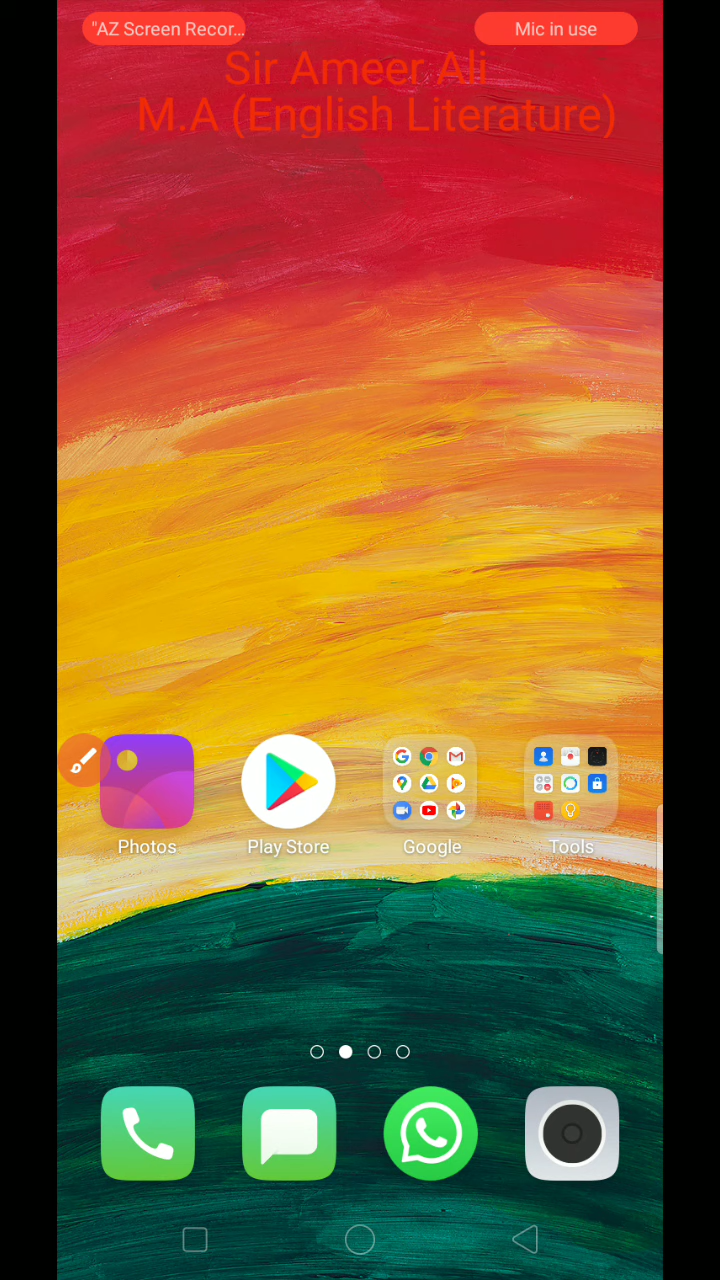 "AZ Screen Recor...
Mic in use
Sir Ameer Ali
M.A (English Literature)
Photos
Play Store
Google
Tools